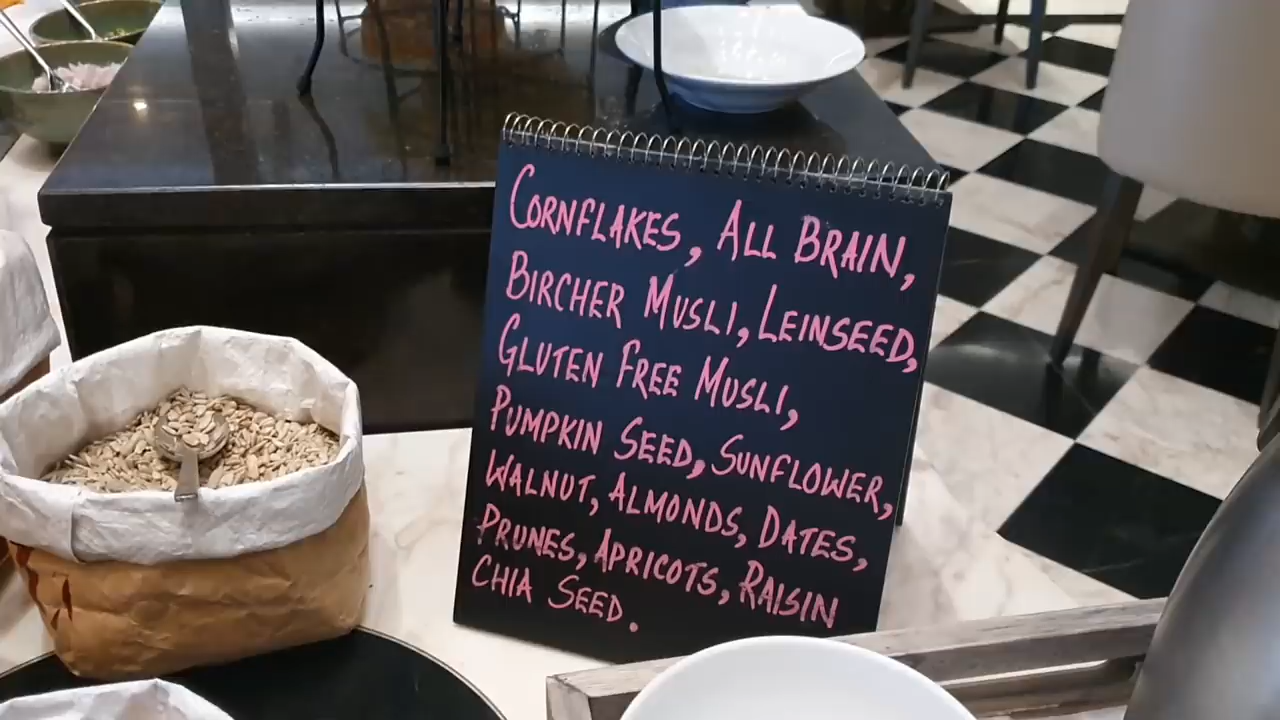 CORNFLAKES, ALL BRAIN,
BIRCHER MUSLI, LEINSEED,
GLUTEN FREE MUSLI,
PUMPKIN SEED, SUNFLOWER,
WALNUT, ALMONDS, DATES,
PRUNES, APRICOTS, RAISIN
CHIA SEED.